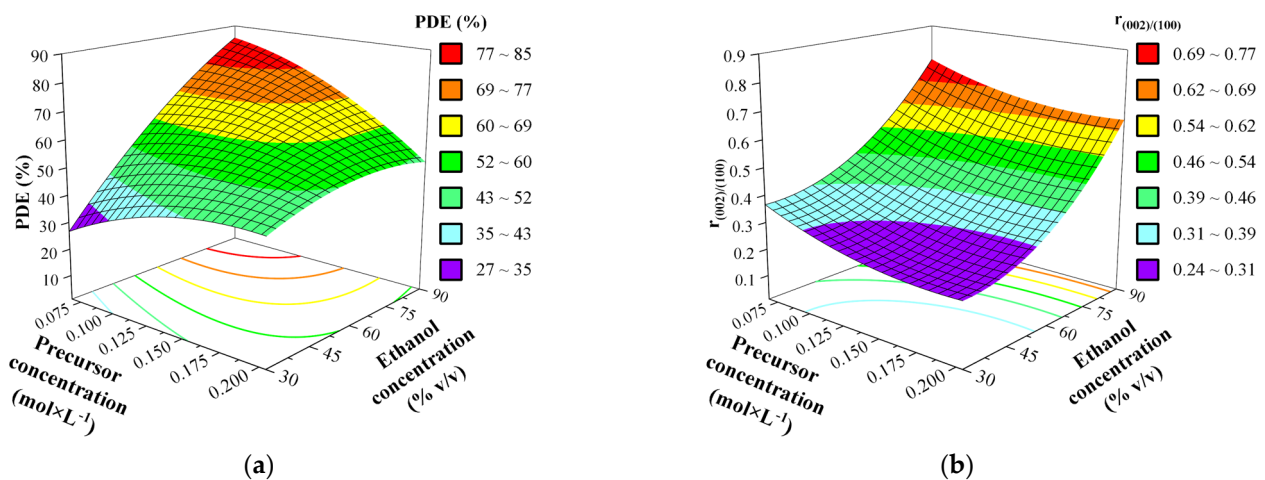 PDE (%)
77 ~ 85
69 ~ 77
60 ~ 69
52 ~ 60
43 ~ 52
35 ~ 43
27 ~ 35
90
80
70
60
50
40
30
20
10
PDE (%)
0.075
0.100
0.125
0.150
0.175
0.200
Precursor
concentration
(mol×L⁻¹)
30
45
60
75
90
Ethanol
concentration
(% v/v)
(a)
r(002)/(100)
0.69 ~ 0.77
0.62 ~ 0.69
0.54 ~ 0.62
0.46 ~ 0.54
0.39 ~ 0.46
0.31 ~ 0.39
0.24 ~ 0.31
0.9
0.8
0.7
0.6
0.5
0.4
0.3
0.2
0.1
r(002)/(100)
0.075
0.100
0.125
0.150
0.175
0.200
Precursor
concentration
(mol×L⁻¹)
30
45
60
75
90
Ethanol
concentration
(% v/v)
(b)